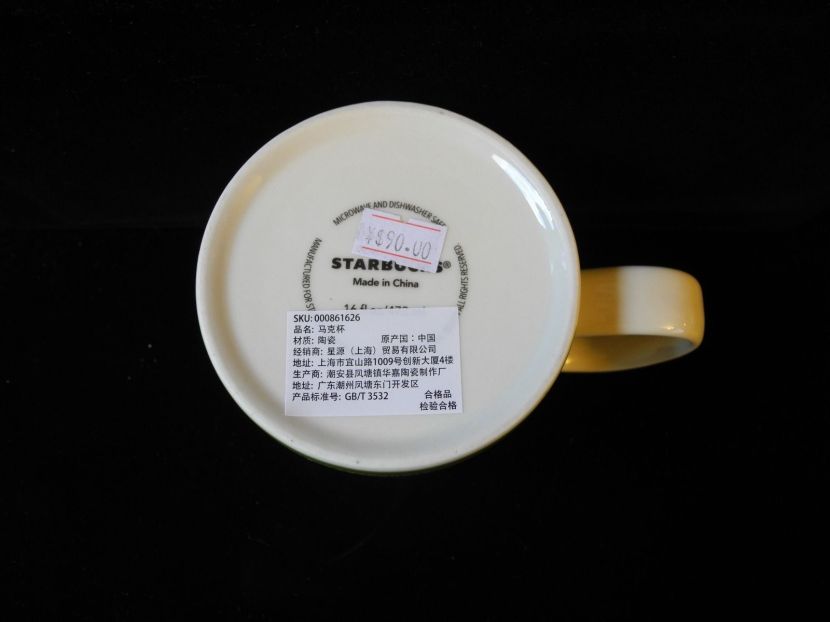 MICROWAVE AND DISHWASHER SAFE
¥$90.00
STARBUCKS®
Made in China
MANUFACTURED FOR
ALL RIGHTS RESERVED.
16 fl oz/473
SKU: 000861626
品名: 马克杯
材质: 陶瓷 原产国：中国
经销商: 星源（上海）贸易有限公司
地址: 上海市宜山路1009号创新大厦4楼
生产商: 潮安县凤塘镇华嘉陶瓷制作厂
地址: 广东潮州凤塘东门开发区
产品标准号: GB/T 3532 合格品
检验合格